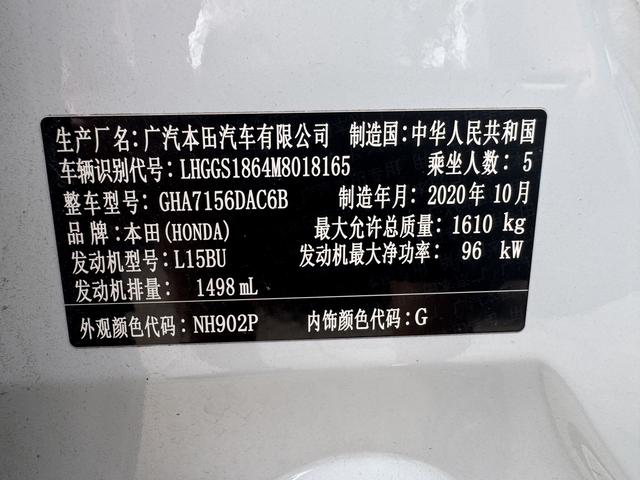 生产厂名:广汽本田汽车有限公司 制造国:中华人民共和国
车辆识别代号:LHGGS1864M8018165 乘坐人数:5
整车型号:GHA7156DAC6B 制造年月:2020年10月
品牌:本田(HONDA) 最大允许总质量:1610 kg
发动机型号:L15BU 发动机最大净功率:96 kW
发动机排量: 1498 mL
外观颜色代码:NH902P 内饰颜色代码:G